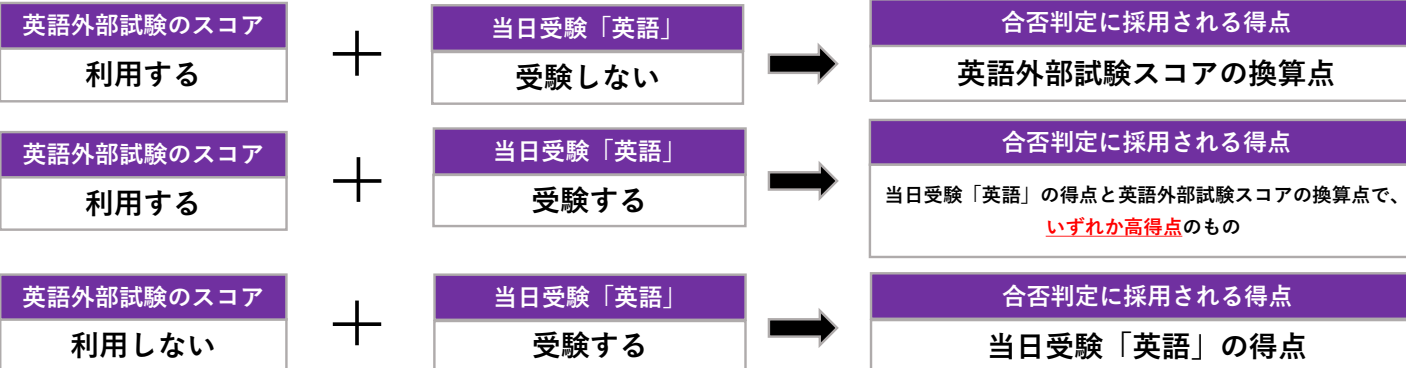 英語外部試験のスコア
利用する
＋
当日受験「英語」
受験しない
合否判定に採用される得点
英語外部試験スコアの換算点
英語外部試験のスコア
利用する
＋
当日受験「英語」
受験する
合否判定に採用される得点
当日受験「英語」の得点と英語外部試験スコアの換算点で、
いずれか高得点のもの
英語外部試験のスコア
利用しない
＋
当日受験「英語」
受験する
合否判定に採用される得点
当日受験「英語」の得点